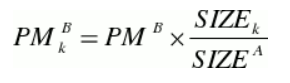 PM_k^B = PM^B × SIZE_k / SIZE^A